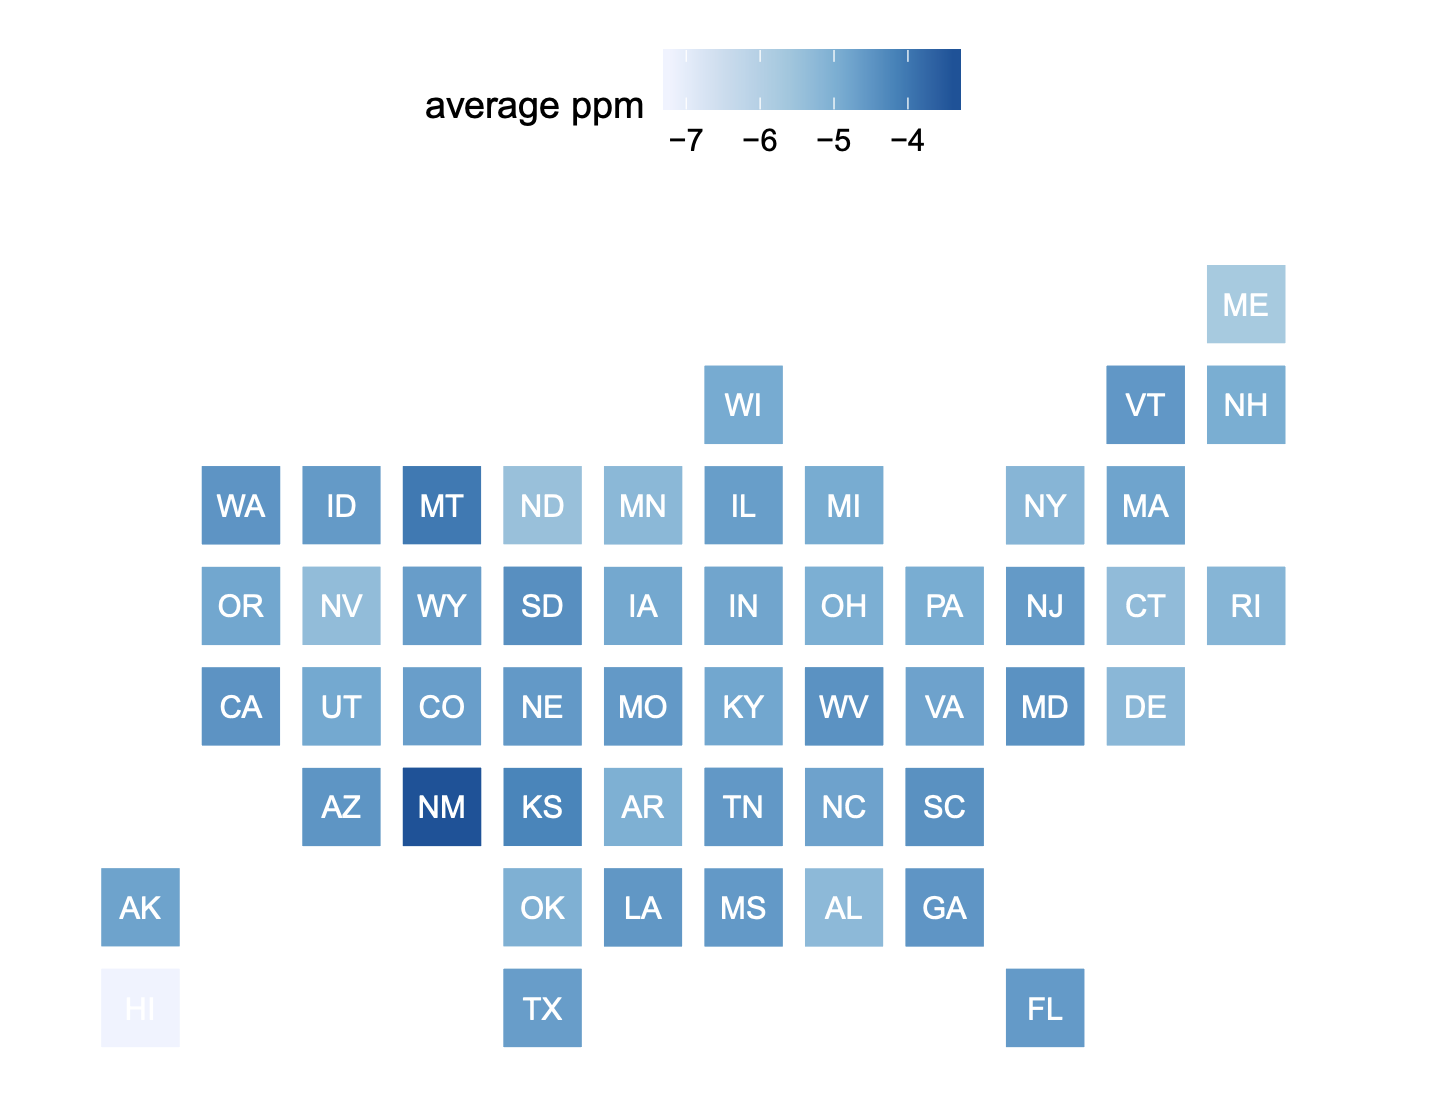 average ppm
−7 −6 −5 −4
ME
WI VT NH
WA ID MT ND MN IL MI NY MA
OR NV WY SD IA IN OH PA NJ CT RI
CA UT CO NE MO KY WV VA MD DE
AZ NM KS AR TN NC SC
AK OK LA MS AL GA
HI TX FL